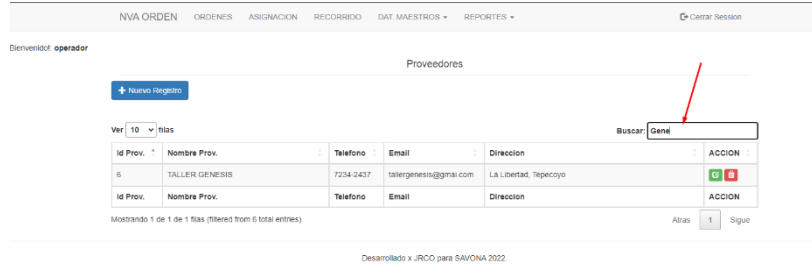 NVA ORDEN ORDENES ASIGNACION RECORRIDO DAT. MAESTROS REPORTES Cerrar Session
Bienvenido!: operador
Proveedores
+ Nuevo Registro
Ver 10 filas Buscar: Gene
Id Prov. Nombre Prov. Telefono Email Direccion ACCION
6 TALLER GENESIS 7234-2437 tallergenesis@gmai.com La Libertad, Tepecoyo
Id Prov. Nombre Prov. Telefono Email Direccion ACCION
Mostrando 1 de 1 de 1 filas (filtered from 6 total entries) Atras 1 Sigue
Desarrollado x JRCO para SAVONA 2022.